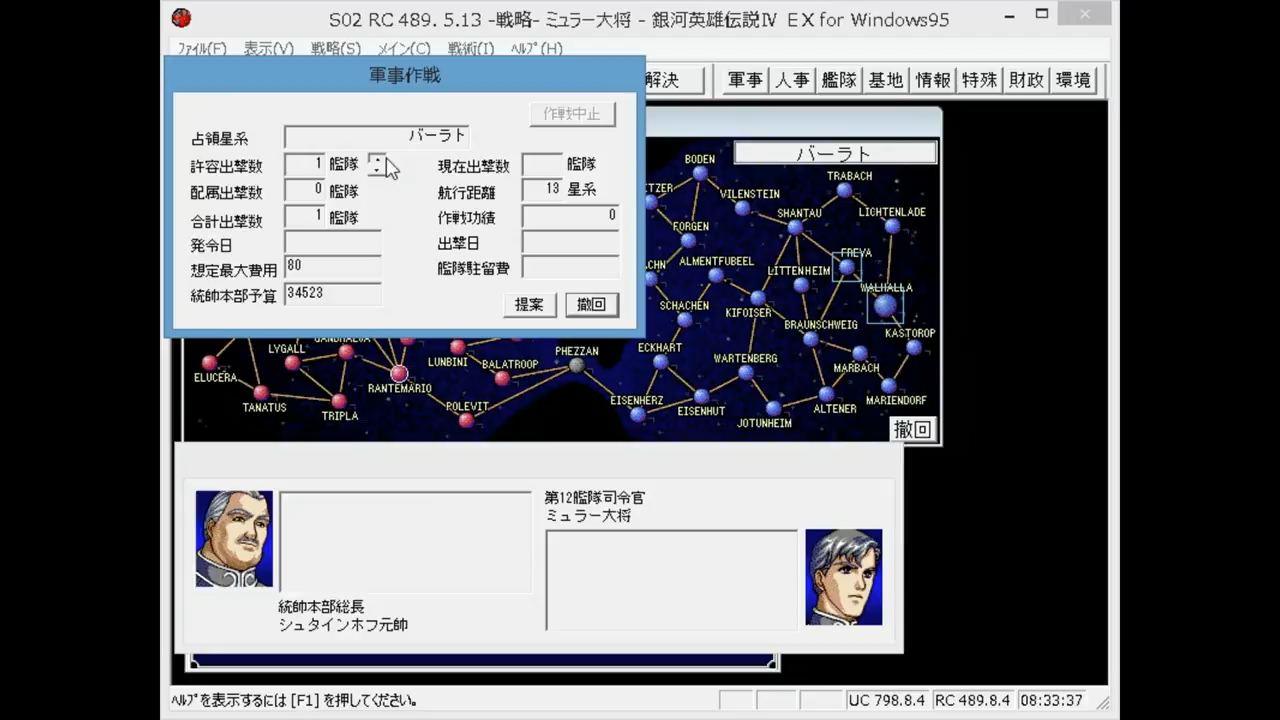 S02 RC 489. 5.13 -戦略- ミュラー大将 - 銀河英雄伝説Ⅳ EX for Windows95
ﾌｧｲﾙ(F) 表示(V) 戦略(S) メイン(C) 戦術(I) ﾍﾙﾌﾟ(H)
解決 軍事 人事 艦隊 基地 情報 特殊 財政 環境
軍事作戦
作戦中止
占領星系 バーラト
許容出撃数 1 艦隊 現在出撃数 艦隊
配属出撃数 0 艦隊 航行距離 13 星系
合計出撃数 1 艦隊 作戦功績 0
発令日 出撃日
想定最大費用 80 艦隊駐留費
統帥本部予算 34523
提案 撤回
バーラト
BODEN
TRABACH
VILENSTEIN
SHANTAU
LICHTENLADE
FORGEN
FREYA
ALMENTFUBEEL
LITTENHEIM
WALHALLA
SCHACHEN
KIFOISER
BRAUNSCHWEIG
KASTOROP
LYGALL
LUNBINI
BALATROOP
PHEZZAN
ECKHART
WARTENBERG
MARBACH
ELUCERA
RANTEMARIO
TANATUS
TRIPLA
POLEVIT
EISENHERZ
EISENHUT
JOTUNHEIM
ALTENER
MARIENDORF
撤回
第12艦隊司令官
ミュラー大将
統帥本部総長
シュタインホフ元帥
ﾍﾙﾌﾟを表示するには [F1] を押してください。
UC 798.8.4 RC 489.8.4 08:33:37